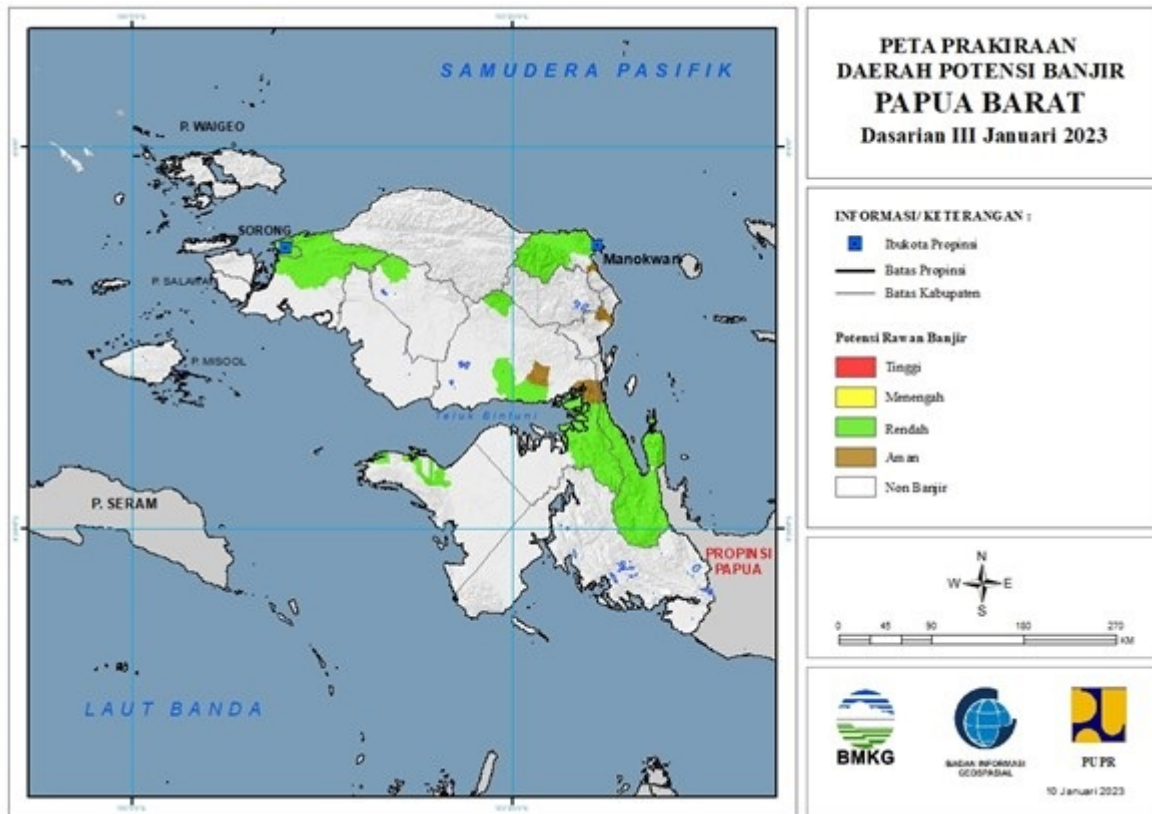 SAMUDERA PASIFIK
P. WAIGEO
SORONG
Manokwari
P. SALAWATI
P. MISOOL
Teluk Bintuni
P. SERAM
PROPINSI
PAPUA
LAUT BANDA
PETA PRAKIRAAN
DAERAH POTENSI BANJIR
PAPUA BARAT
Dasarian III Januari 2023
INFORMASI/ KETERANGAN :
Ibukota Propinsi
Batas Propinsi
Batas Kabupaten
Potensi Rawan Banjir
Tinggi
Menengah
Rendah
Aman
Non Banjir
N
W E
S
0 45 90 180 270
KM
BMKG
BADAN INFORMASI
GEOSPASIAL
PU
PUPR
10 Januari 2023